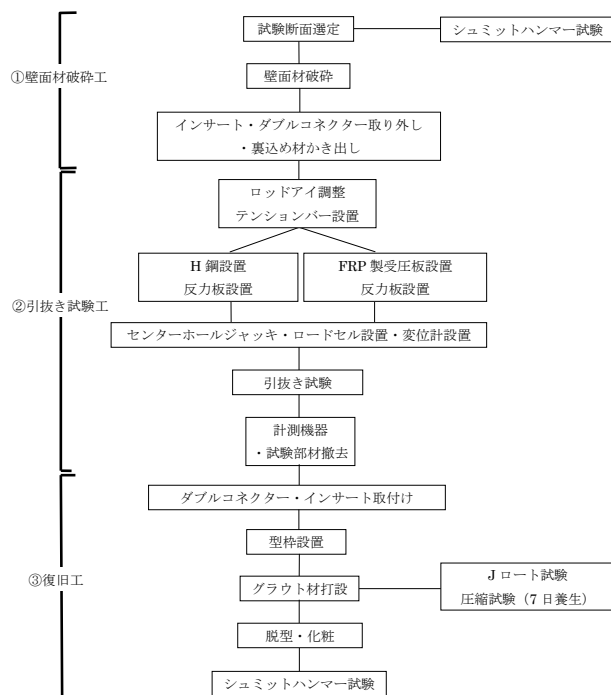 試験断面選定
シュミットハンマー試験
①壁面材破砕工
壁面材破砕
インサート・ダブルコネクター取り外し
・裏込め材かき出し
ロッドアイ調整
テンションバー設置
H 鋼設置
反力板設置
FRP 製受圧板設置
反力板設置
②引抜き試験工
センターホールジャッキ・ロードセル設置・変位計設置
引抜き試験
計測機器
・試験部材撤去
ダブルコネクター・インサート取付け
型枠設置
③復旧工
グラウト材打設
J ロート試験
圧縮試験（7 日養生）
脱型・化粧
シュミットハンマー試験